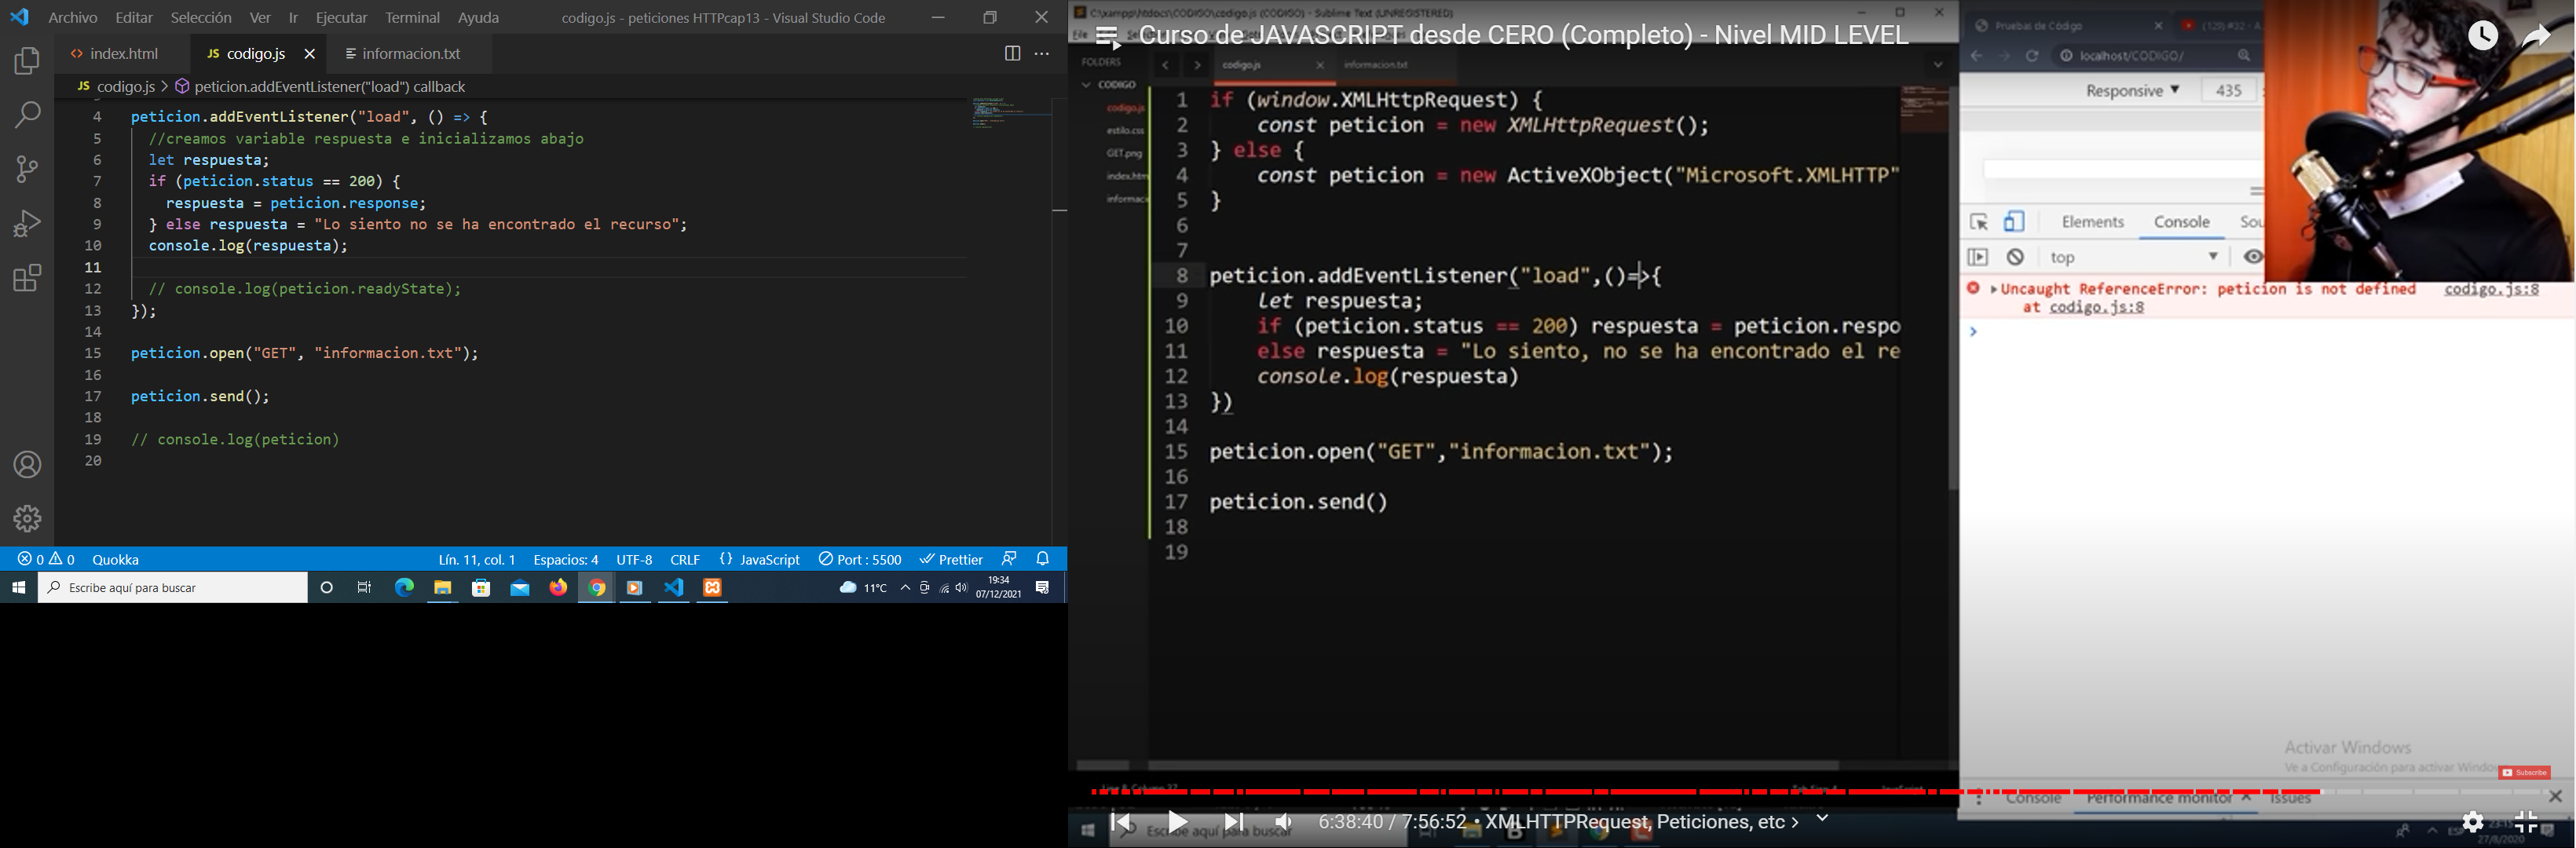 Archivo Editar Selección Ver Ir Ejecutar Terminal Ayuda
codigo.js - peticiones HTTPcap13 - Visual Studio Code
index.html
JS codigo.js
informacion.txt
JS codigo.js > peticion.addEventListener("load") callback
4 peticion.addEventListener("load", () => {
5 //creamos variable respuesta e inicializamos abajo
6 let respuesta;
7 if (peticion.status == 200) {
8 respuesta = peticion.response;
9 } else respuesta = "Lo siento no se ha encontrado el recurso";
10 console.log(respuesta);
11
12 // console.log(peticion.readyState);
13 });
14
15 peticion.open("GET", "informacion.txt");
16
17 peticion.send();
18
19 // console.log(peticion)
20
0 0 Quokka Lín. 11, col. 1 Espacios: 4 UTF-8 CRLF {} JavaScript Port : 5500 Prettier
Escribe aquí para buscar
11°C
19:34
07/12/2021
C:\xampp\htdocs\CODIGO\codigo.js (CODIGO) - Sublime Text (UNREGISTERED)
Curso de JAVASCRIPT desde CERO (Completo) - Nivel MID LEVEL
FOLDERS
CODIGO
codigo.js
estilo.css
GET.png
index.htm
informaci
codigo.js
informacion.txt
1 if (window.XMLHttpRequest) {
2 const peticion = new XMLHttpRequest();
3 } else {
4 const peticion = new ActiveXObject("Microsoft.XMLHTTP"
5 }
6
7
8 peticion.addEventListener("load",()=>{
9 let respuesta;
10 if (peticion.status == 200) respuesta = peticion.respo
11 else respuesta = "Lo siento, no se ha encontrado el re
12 console.log(respuesta)
13 })
14
15 peticion.open("GET","informacion.txt");
16
17 peticion.send()
18
19
Pruebas de Código
localhost/CODIGO/
Responsive ▼ 435
Elements Console Sou
top
Uncaught ReferenceError: peticion is not defined codigo.js:8
at codigo.js:8
Activar Windows
Ve a Configuración para activar Windows
Subscribe
Console Performance monitor Issues
6:38:40 / 7:56:52 • XMLHTTPRequest, Peticiones, etc >
Escribe aquí para buscar